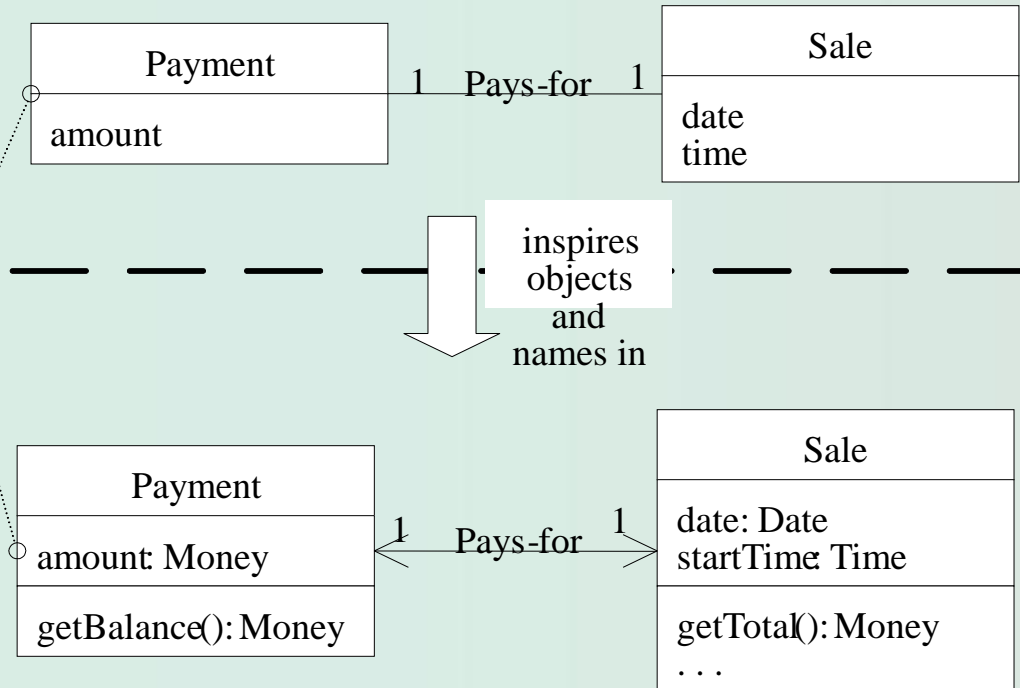 Payment
amount
1 Pays-for 1
Sale
date
time
inspires
objects
and
names in
Payment
amount: Money
getBalance(): Money
1 Pays-for 1
Sale
date: Date
startTime: Time
getTotal(): Money
. . .